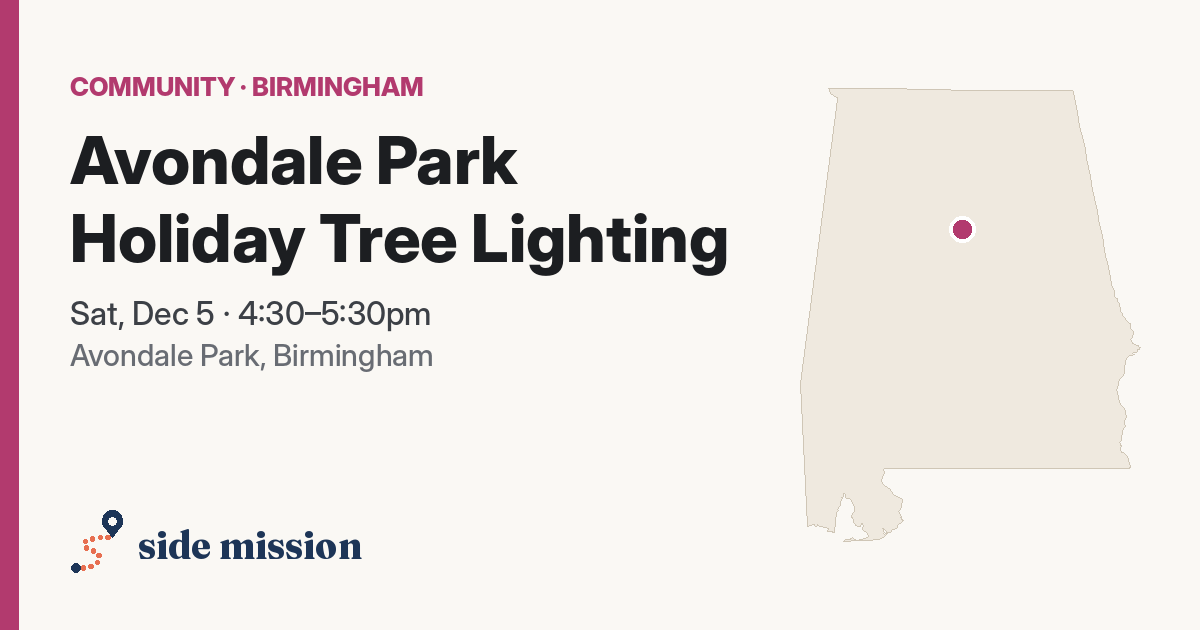 COMMUNITY · BIRMINGHAM
Avondale Park
Holiday Tree Lighting
Sat, Dec 5 · 4:30–5:30pm
Avondale Park, Birmingham
side mission